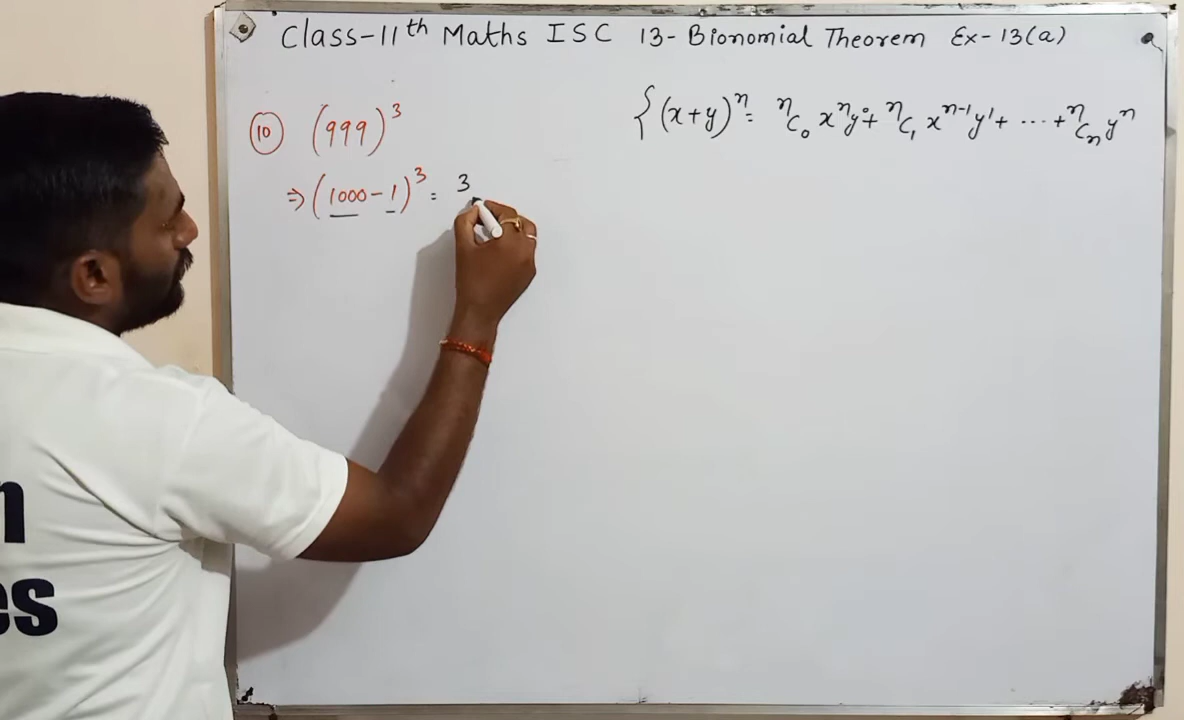 Class-11th Maths ISC 13- Bionomial Theorem Ex-13(a)
{(x+y)ⁿ = ⁿC₀ xⁿy⁰ + ⁿC₁ xⁿ⁻¹y¹ + ... + ⁿCₙ yⁿ
⑩ (999)³
⇒ (1000-1)³ = 3
n
es